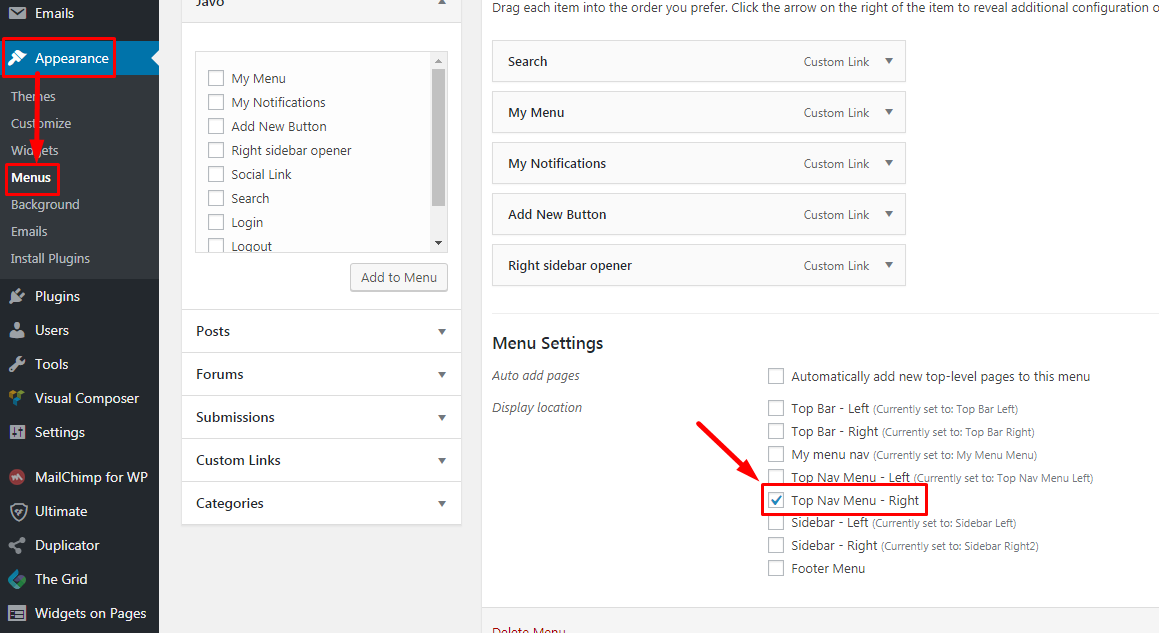 Emails
Appearance
Themes
Customize
Widgets
Menus
Background
Emails
Install Plugins
Plugins
Users
Tools
Visual Composer
Settings
MailChimp for WP
Ultimate
Duplicator
The Grid
Widgets on Pages
Javo
My Menu
My Notifications
Add New Button
Right sidebar opener
Social Link
Search
Login
Logout
Add to Menu
Posts
Forums
Submissions
Custom Links
Categories
Drag each item into the order you prefer. Click the arrow on the right of the item to reveal additional configuration o
Search Custom Link
My Menu Custom Link
My Notifications Custom Link
Add New Button Custom Link
Right sidebar opener Custom Link
Menu Settings
Auto add pages
Automatically add new top-level pages to this menu
Display location
Top Bar - Left (Currently set to: Top Bar Left)
Top Bar - Right (Currently set to: Top Bar Right)
My menu nav (Currently set to: My Menu Menu)
Top Nav Menu - Left (Currently set to: Top Nav Menu Left)
Top Nav Menu - Right
Sidebar - Left (Currently set to: Sidebar Left)
Sidebar - Right (Currently set to: Sidebar Right2)
Footer Menu
Delete Menu